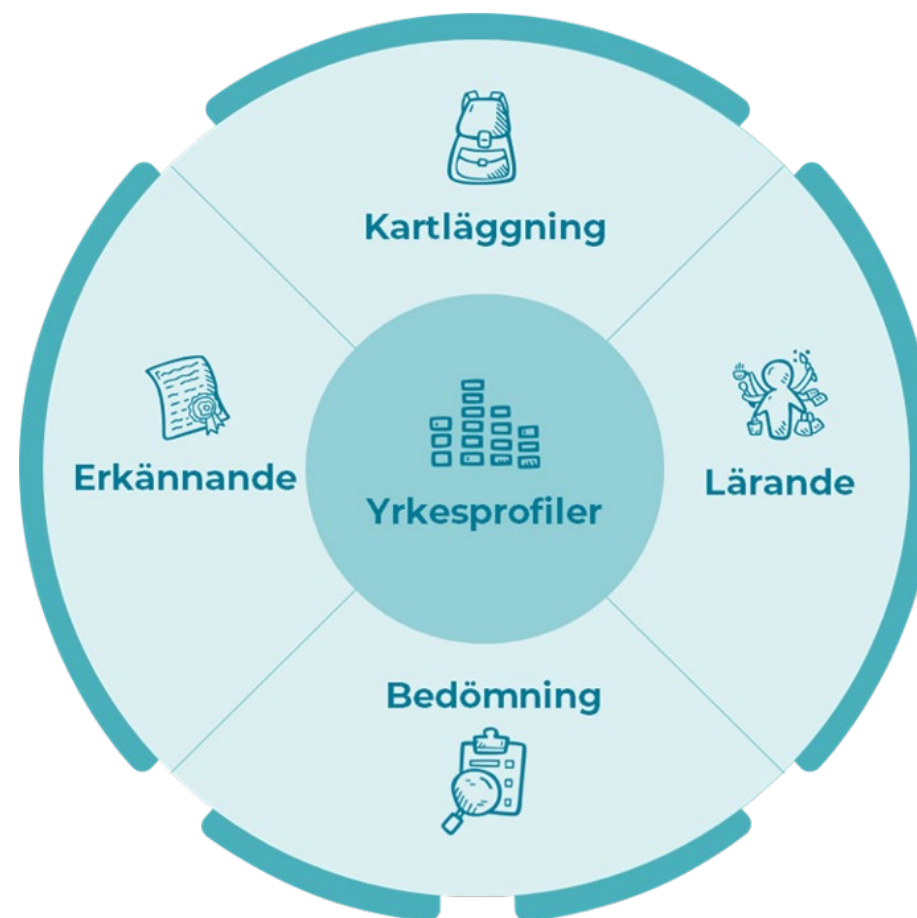 Kartläggning
Erkännande
Yrkesprofiler
Lärande
Bedömning